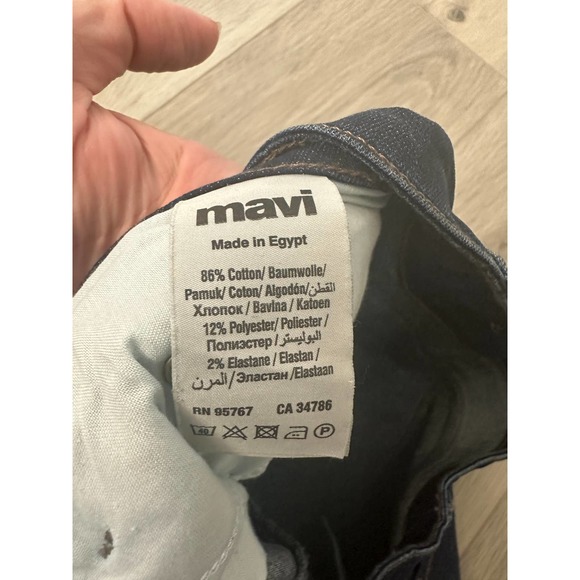 mavi
Made in Egypt
86% Cotton/ Baumwolle/
Pamuk/ Coton/ Algodón/القطن/
Хлопок / Bavlna / Katoen
12% Polyester/ Poliester /
Полиэстер / البوليستر/
2% Elastane / Elastan /
المرن/ /Эластан /Elastaan
RN 95767 CA 34786
40 P